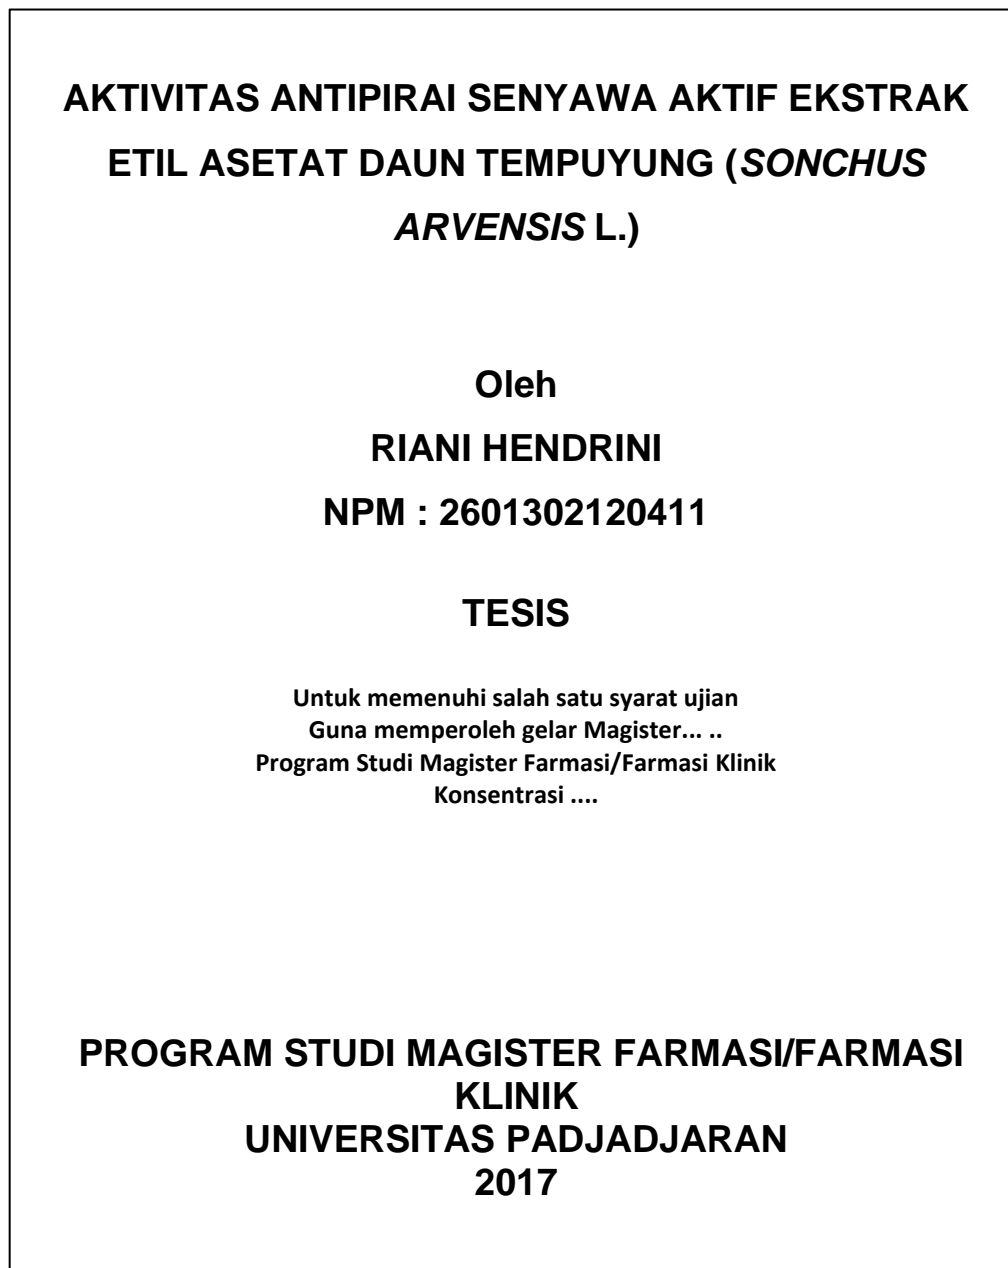 AKTIVITAS ANTIPIRAI SENYAWA AKTIF EKSTRAK
ETIL ASETAT DAUN TEMPUYUNG (SONCHUS
ARVENSIS L.)
Oleh
RIANI HENDRINI
NPM : 2601302120411
TESIS
Untuk memenuhi salah satu syarat ujian
Guna memperoleh gelar Magister... ..
Program Studi Magister Farmasi/Farmasi Klinik
Konsentrasi ....
PROGRAM STUDI MAGISTER FARMASI/FARMASI
KLINIK
UNIVERSITAS PADJADJARAN
2017